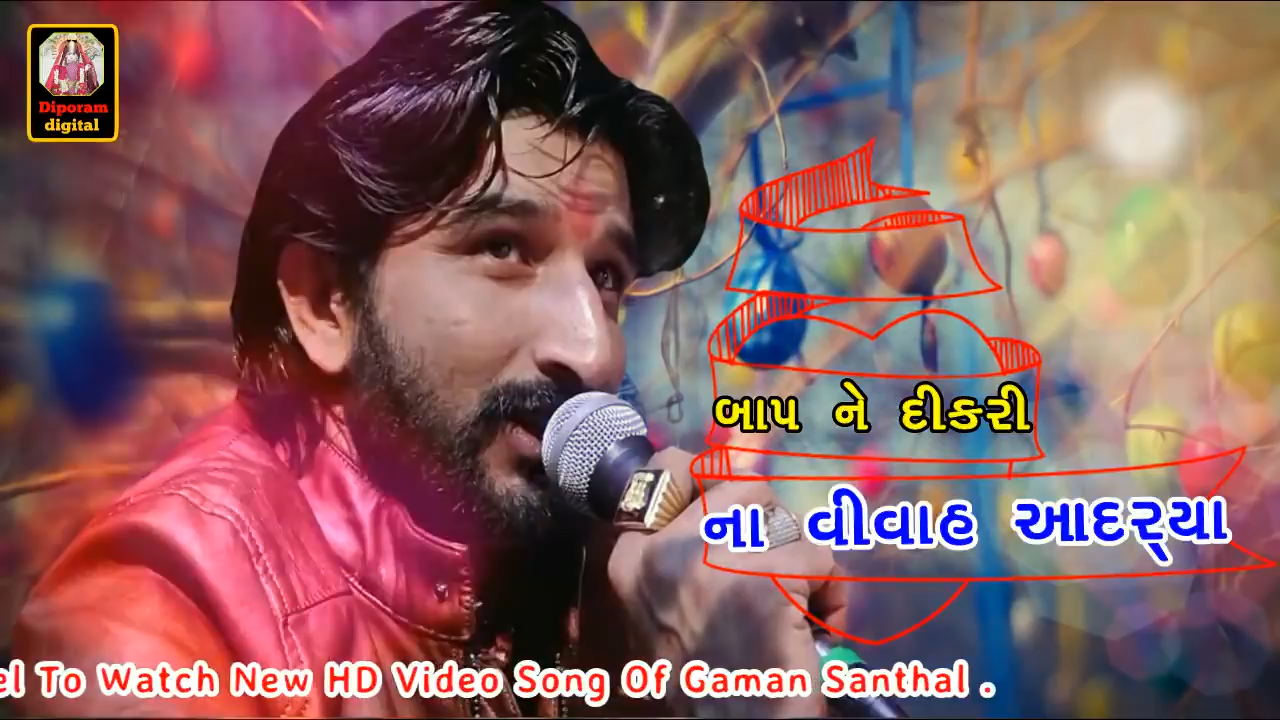 Diporam
digital
બાપ ને દીકરી
ના વીવાહ આદર્‌યા
el To Watch New HD Video Song Of Gaman Santhal .